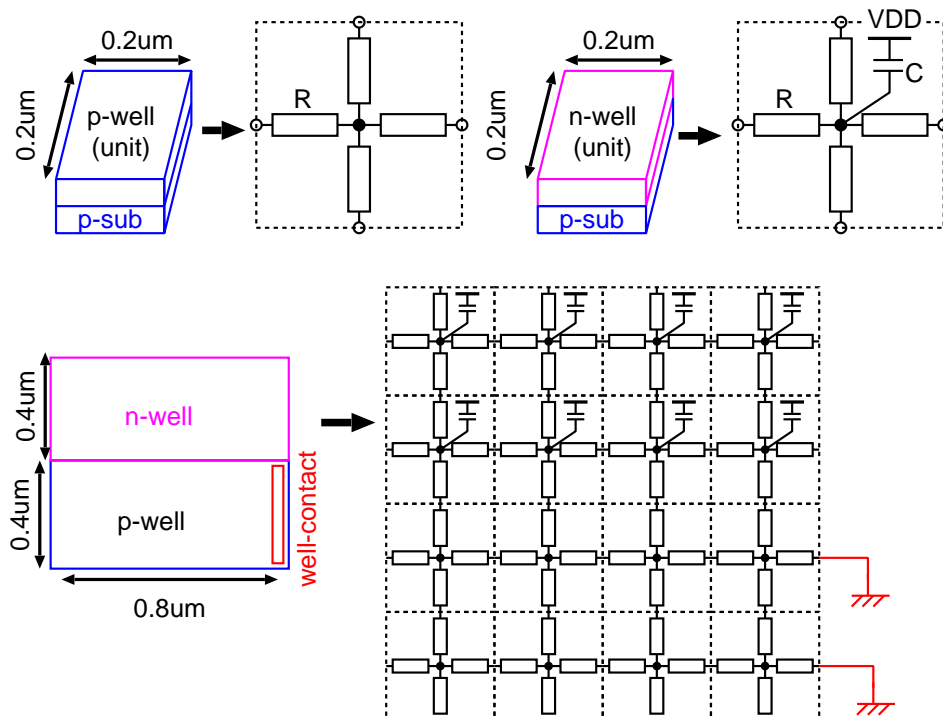 0.2um
0.2um
p-well
(unit)
p-sub
R
0.2um
0.2um
n-well
(unit)
p-sub
R
VDD
C
0.4um
n-well
0.4um
p-well
well-contact
0.8um